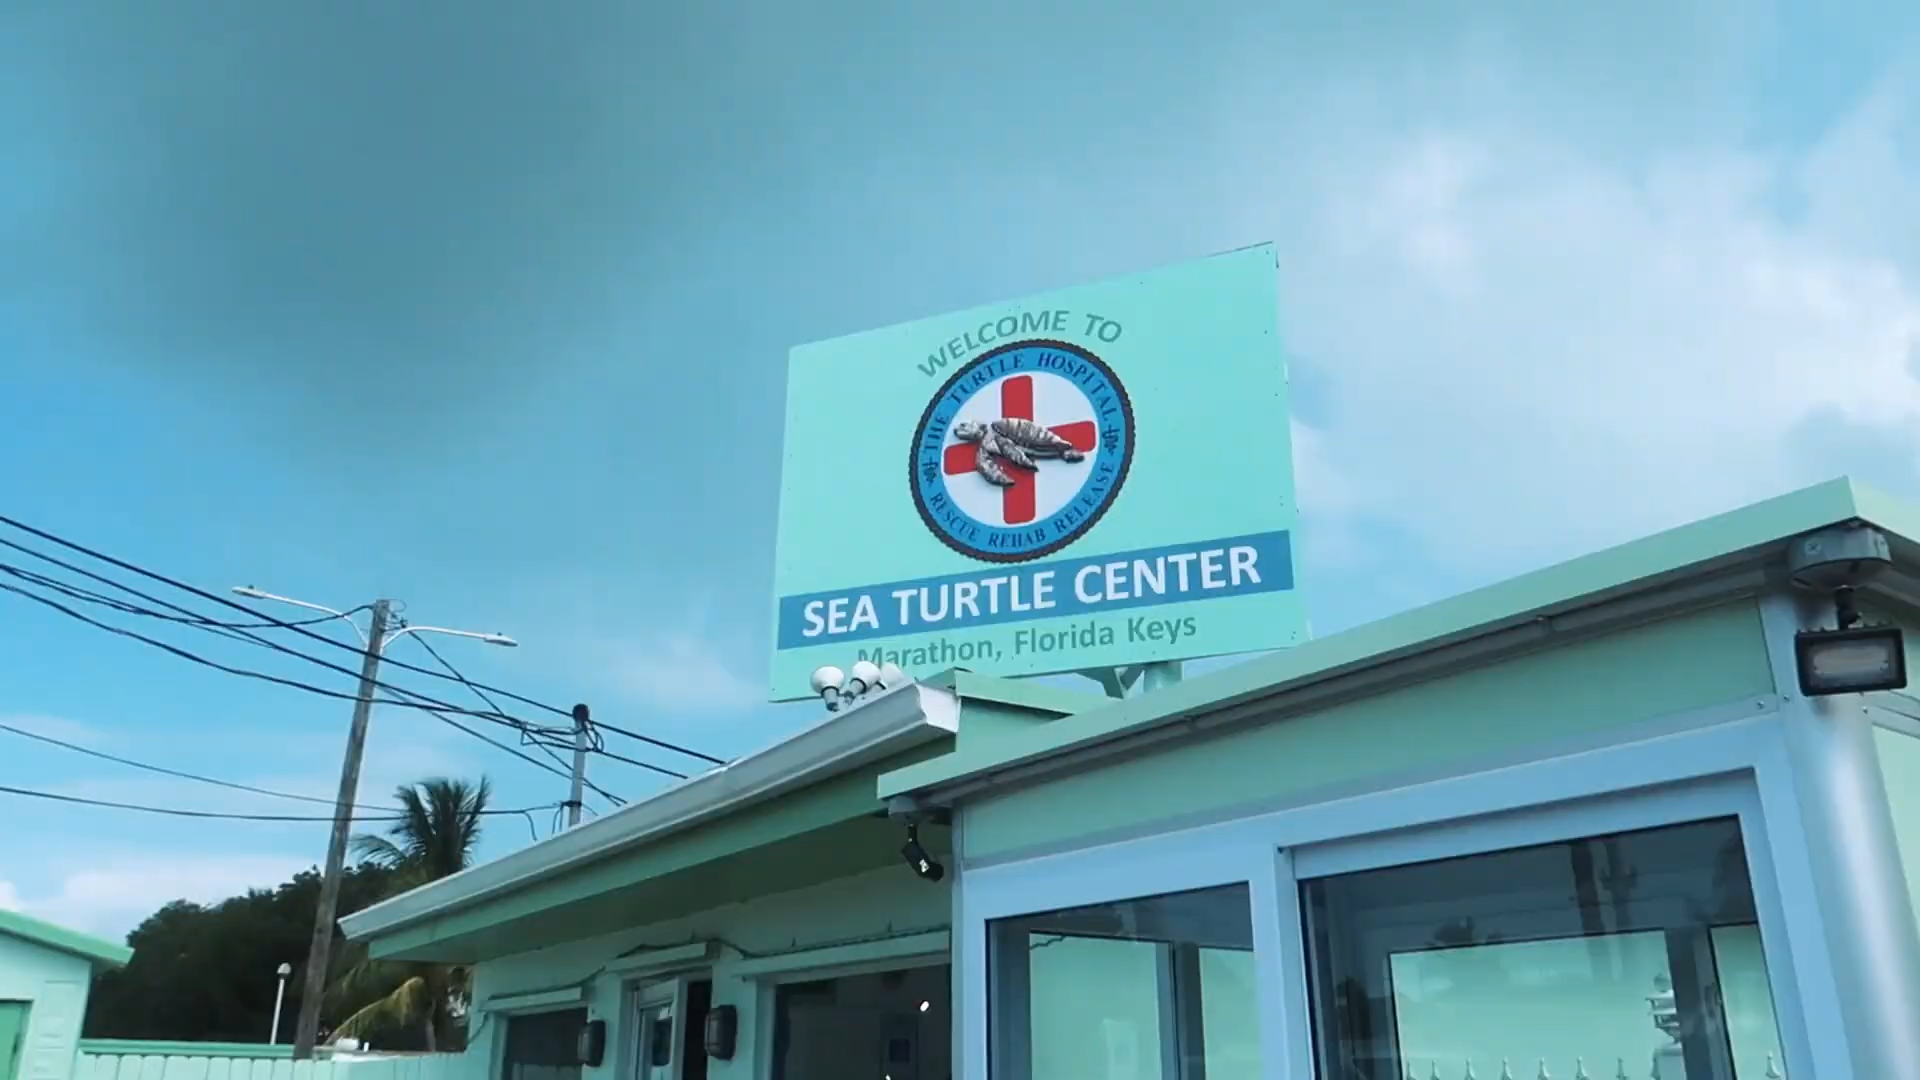 WELCOME TO
THE TURTLE HOSPITAL
RESCUE REHAB RELEASE
SEA TURTLE CENTER
Marathon, Florida Keys